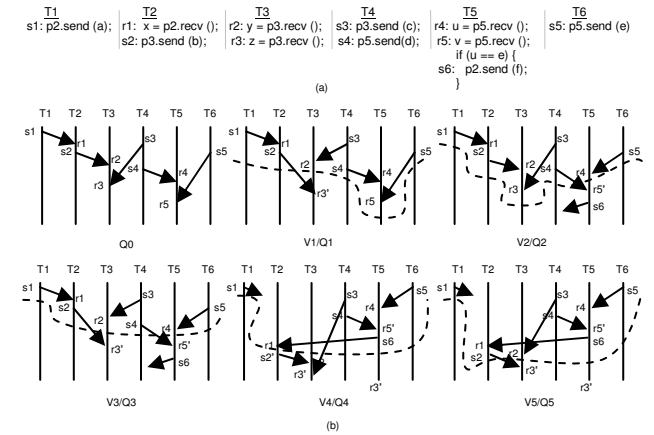 T1 T2 T3 T4 T5 T6
s1: p2.send (a); r1: x = p2.recv (); r2: y = p3.recv (); s3: p3.send (c); r4: u = p5.recv (); s5: p5.send (e)
s2: p3.send (b); r3: z = p3.recv (); s4: p5.send(d); r5: v = p5.recv ();
if (u == e) {
s6: p2.send (f);
}
(a)
T1 T2 T3 T4 T5 T6 T1 T2 T3 T4 T5 T6 T1 T2 T3 T4 T5 T6
s1 r1 s2 s3 r2 s4 r4 s5 r3 r5
s1 r1 s2 s3 r2 s4 r4 s5 r3' r5
s1 r1 s2 s3 r2 s4 r4 s5 r3 r5' s6
Q0 V1/Q1 V2/Q2
T1 T2 T3 T4 T5 T6 T1 T2 T3 T4 T5 T6 T1 T2 T3 T4 T5 T6
s1 r1 s2 s3 r2 s4 r4 s5 r3' r5' s6
s1 s3 s4 r4 s5 r5' r1 s6 s2' r3' r3'
s1 s3 s4 r4 s5 r5' r1 s6 s2 r2 r3' r3'
V3/Q3 V4/Q4 V5/Q5
(b)